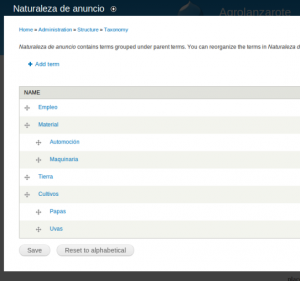 Naturaleza de anuncio
Agrolanzarote
Home » Administration » Structure » Taxonomy
Naturaleza de anuncio contains terms grouped under parent terms. You can reorganize the terms in Naturaleza d
+ Add term
NAME
Empleo
Material
Automoción
Maquinaria
Tierra
Cultivos
Papas
Uvas
Save Reset to alphabetical